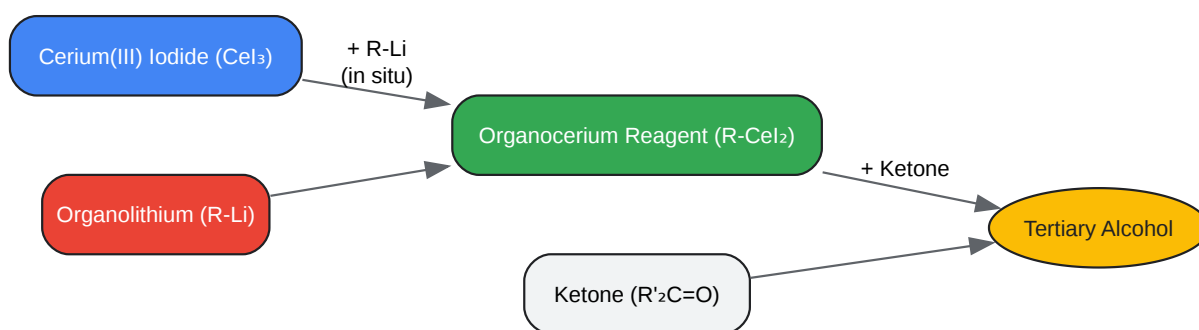 Cerium(III) Iodide (CeI₃)
+ R-Li
(in situ)
Organocerium Reagent (R-CeI₂)
Organolithium (R-Li)
+ Ketone
Tertiary Alcohol
Ketone (R'₂C=O)